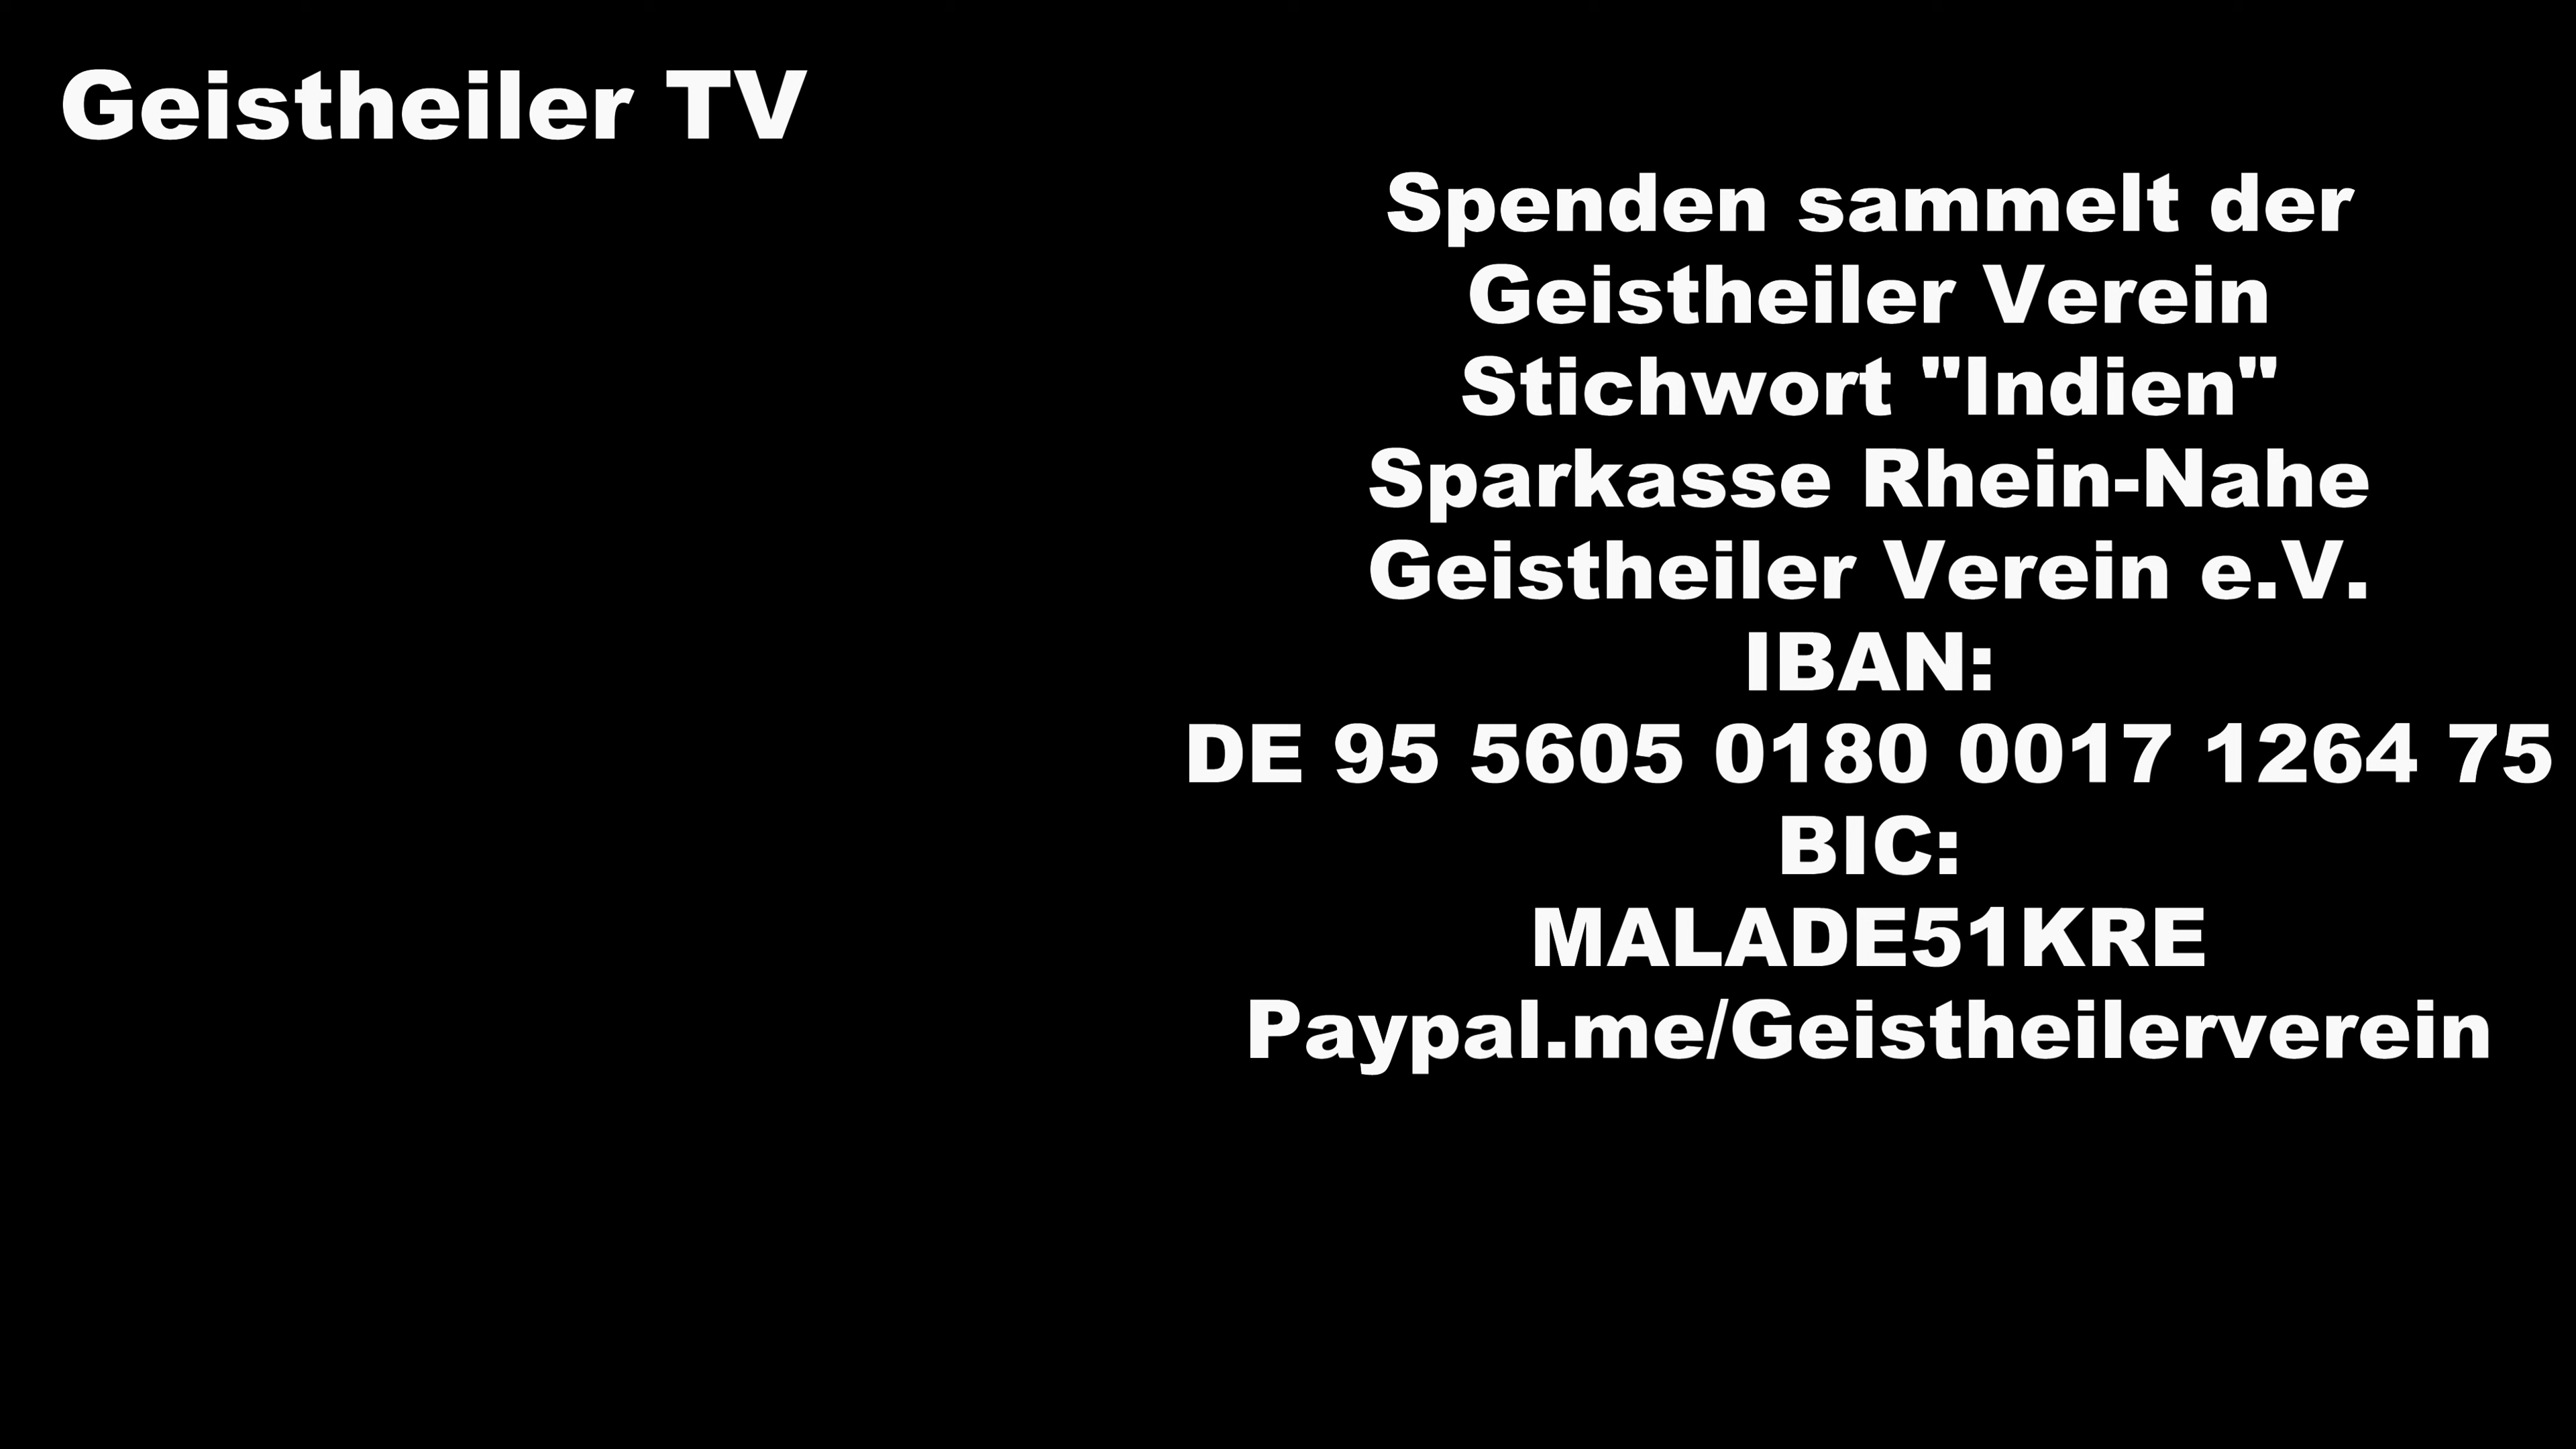 Geistheiler TV
Spenden sammelt der
Geistheiler Verein
Stichwort "Indien"
Sparkasse Rhein-Nahe
Geistheiler Verein e.V.
IBAN:
DE 95 5605 0180 0017 1264 75
BIC:
MALADE51KRE
Paypal.me/Geistheilerverein